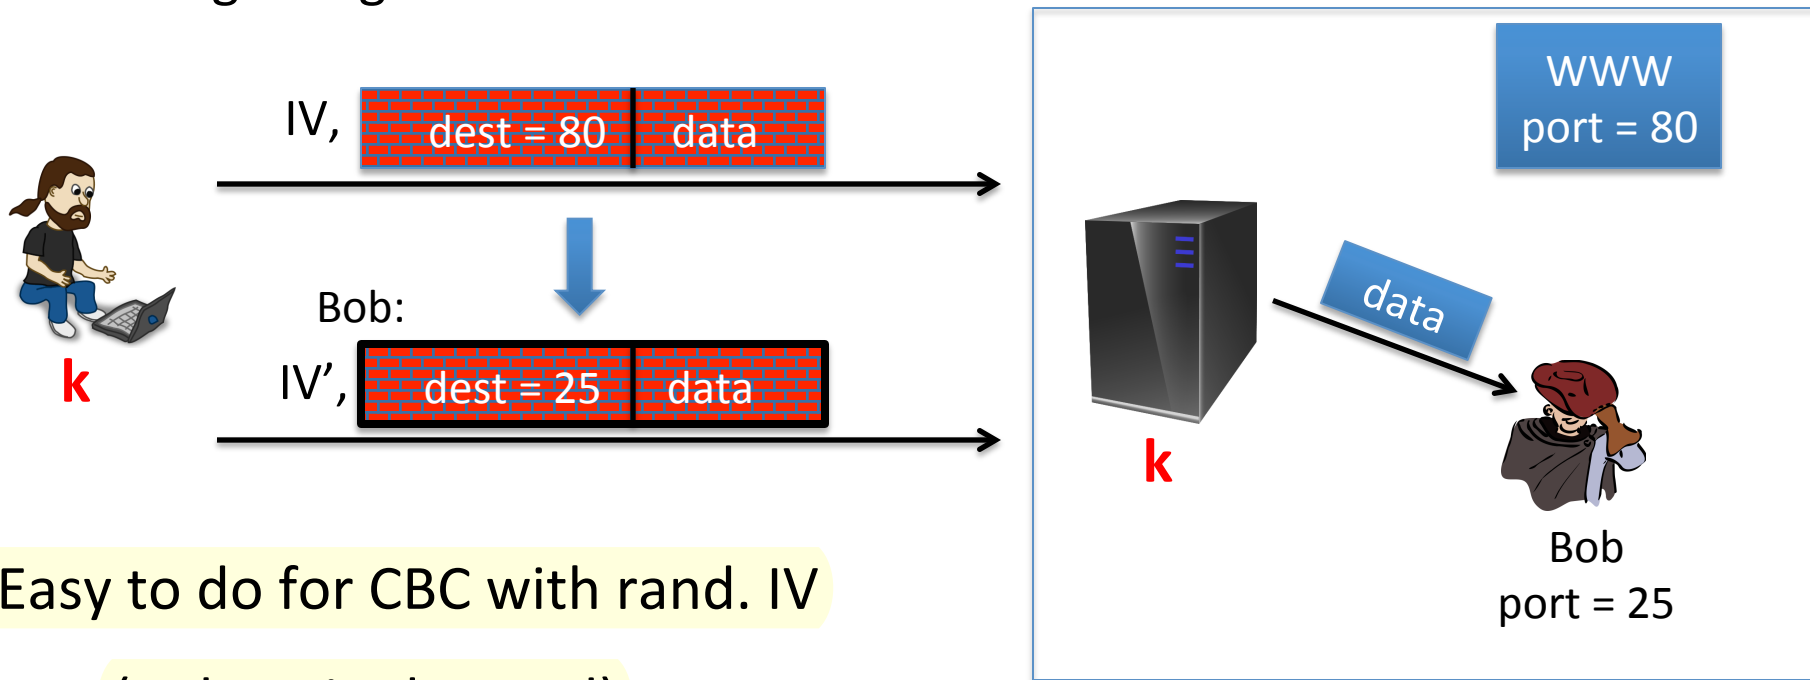 IV, dest = 80 data
Bob:
IV’, dest = 25 data
k
Easy to do for CBC with rand. IV
WWW
port = 80
data
k
Bob
port = 25